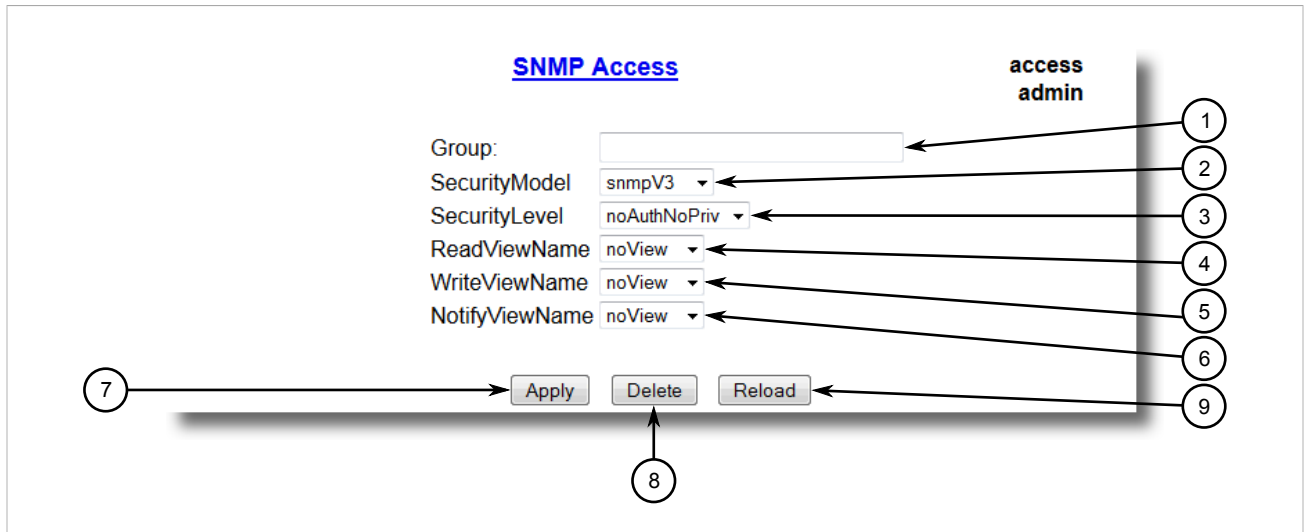 SNMP Access
access
admin
Group:
1
SecurityModel snmpV3
2
SecurityLevel noAuthNoPriv
3
ReadViewName noView
4
WriteViewName noView
5
NotifyViewName noView
6
7
Apply Delete Reload
9
8